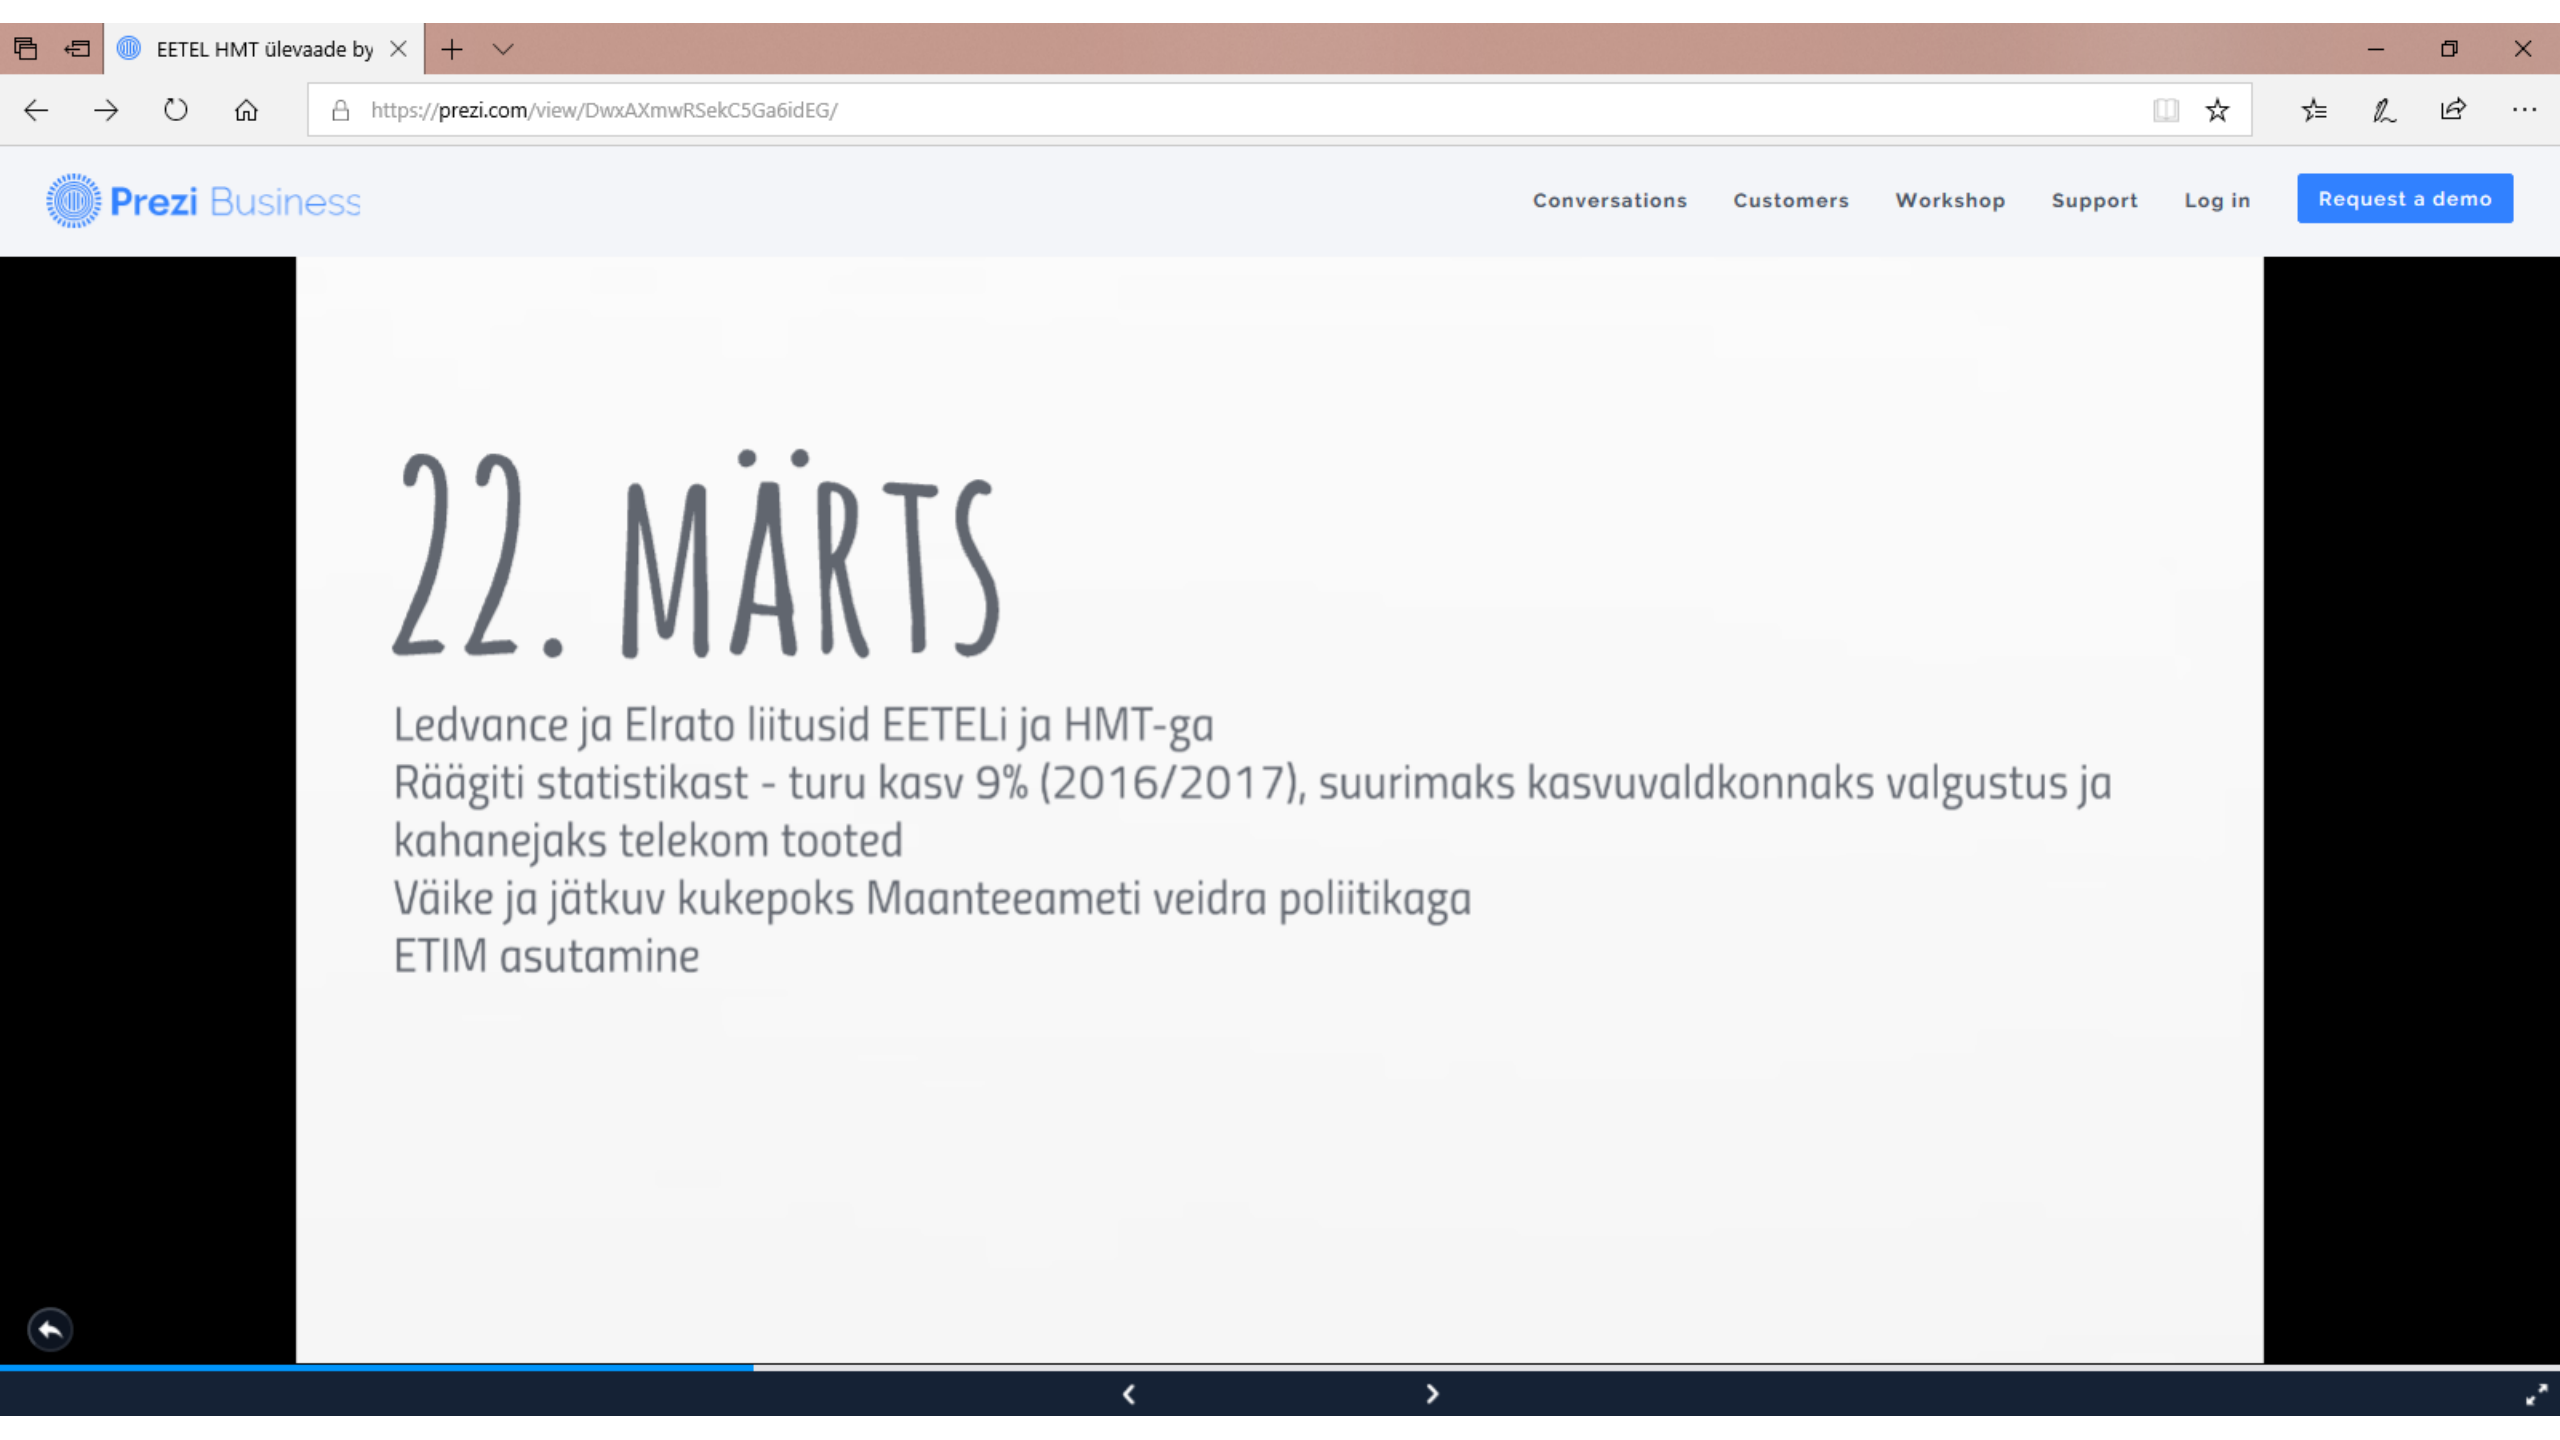 EETEL HMT ülevaade by
https://prezi.com/view/DwxAXmwRSekC5Ga6idEG/
Prezi Business
Conversations Customers Workshop Support Log in Request a demo
22. MÄRTS
Ledvance ja Elrato liitusid EETELi ja HMT-ga
Räägiti statistikast - turu kasv 9% (2016/2017), suurimaks kasvuvaldkonnaks valgustus ja
kahanejaks telekom tooted
Väike ja jätkuv kukepoks Maanteeameti veidra poliitikaga
ETIM asutamine